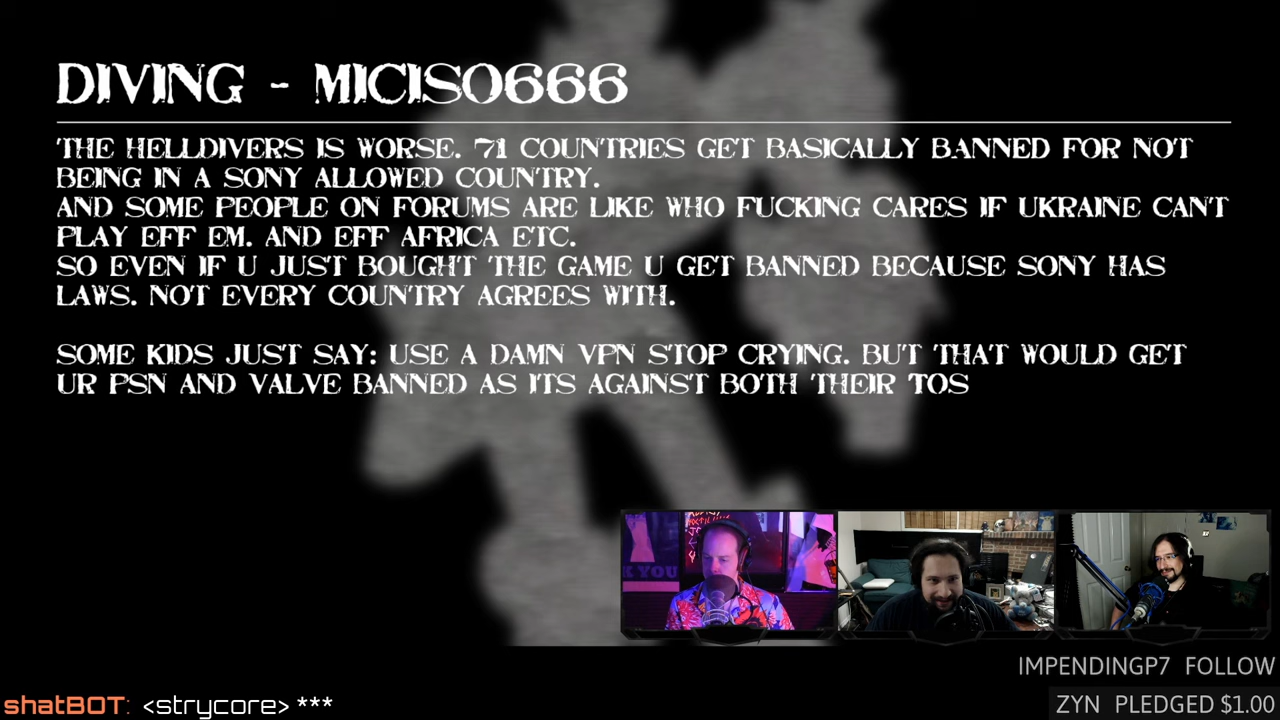 DIVING - MICISO666
THE HELLDIVERS IS WORSE. 71 COUNTRIES GET BASICALLY BANNED FOR NOT
BEING IN A SONY ALLOWED COUNTRY.
AND SOME PEOPLE ON FORUMS ARE LIKE WHO FUCKING CARES IF UKRAINE CAN'T
PLAY EFF EM. AND EFF AFRICA ETC.
SO EVEN IF U JUST BOUGHT THE GAME U GET BANNED BECAUSE SONY HAS
LAWS. NOT EVERY COUNTRY AGREES WITH.
SOME KIDS JUST SAY: USE A DAMN VPN STOP CRYING. BUT THAT WOULD GET
UR PSN AND VALVE BANNED AS ITS AGAINST BOTH THEIR TOS
K YOU
IMPENDINGP7 FOLLOW
ZYN PLEDGED $1.00
shatBOT: <strycore> ***